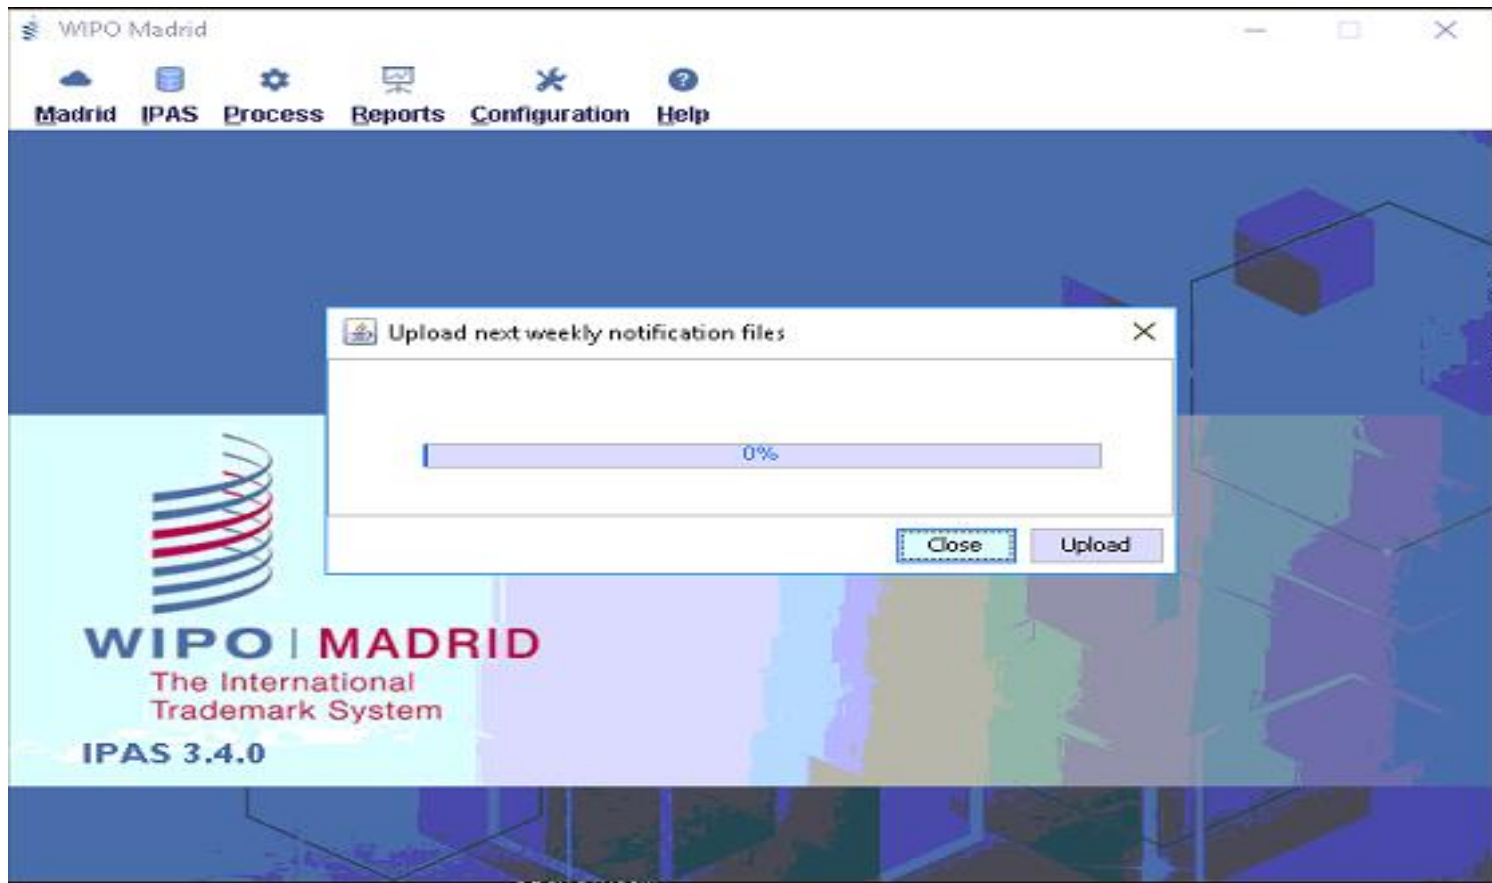 WIPO Madrid
Madrid IPAS Process Reports Configuration Help
Upload next weekly notification files
0%
Close Upload
WIPO | MADRID
The International
Trademark System
IPAS 3.4.0